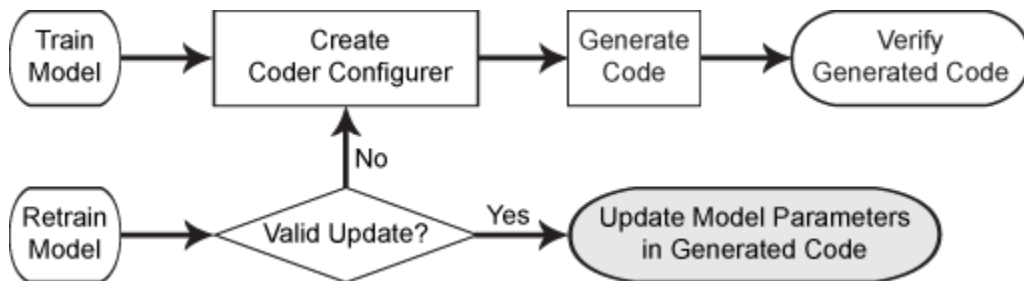 Train
Model
Create
Coder Configurer
Generate
Code
Verify
Generated Code
No
Retrain
Model
Valid Update?
Yes
Update Model Parameters
in Generated Code